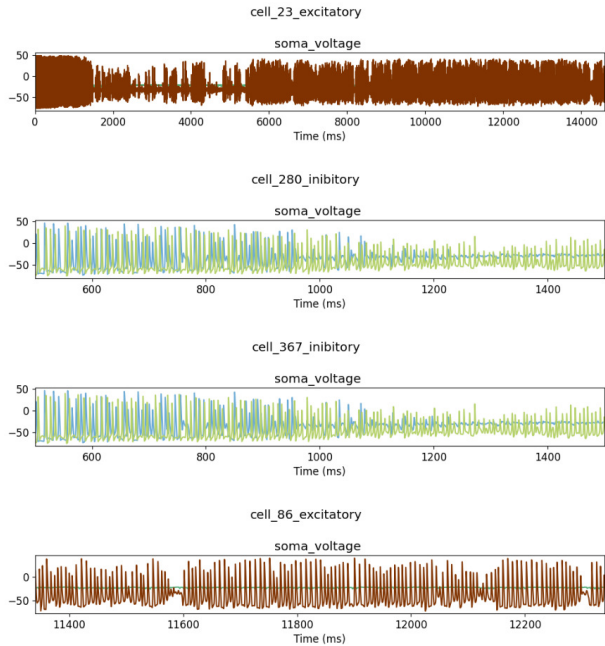 cell_23_excitatory
soma_voltage
50
0
−50
0 2000 4000 6000 8000 10000 12000 14000
Time (ms)
cell_280_inibitory
soma_voltage
50
0
−50
600 800 1000 1200 1400
Time (ms)
cell_367_inibitory
soma_voltage
50
0
−50
600 800 1000 1200 1400
Time (ms)
cell_86_excitatory
soma_voltage
0
−50
11400 11600 11800 12000 12200
Time (ms)